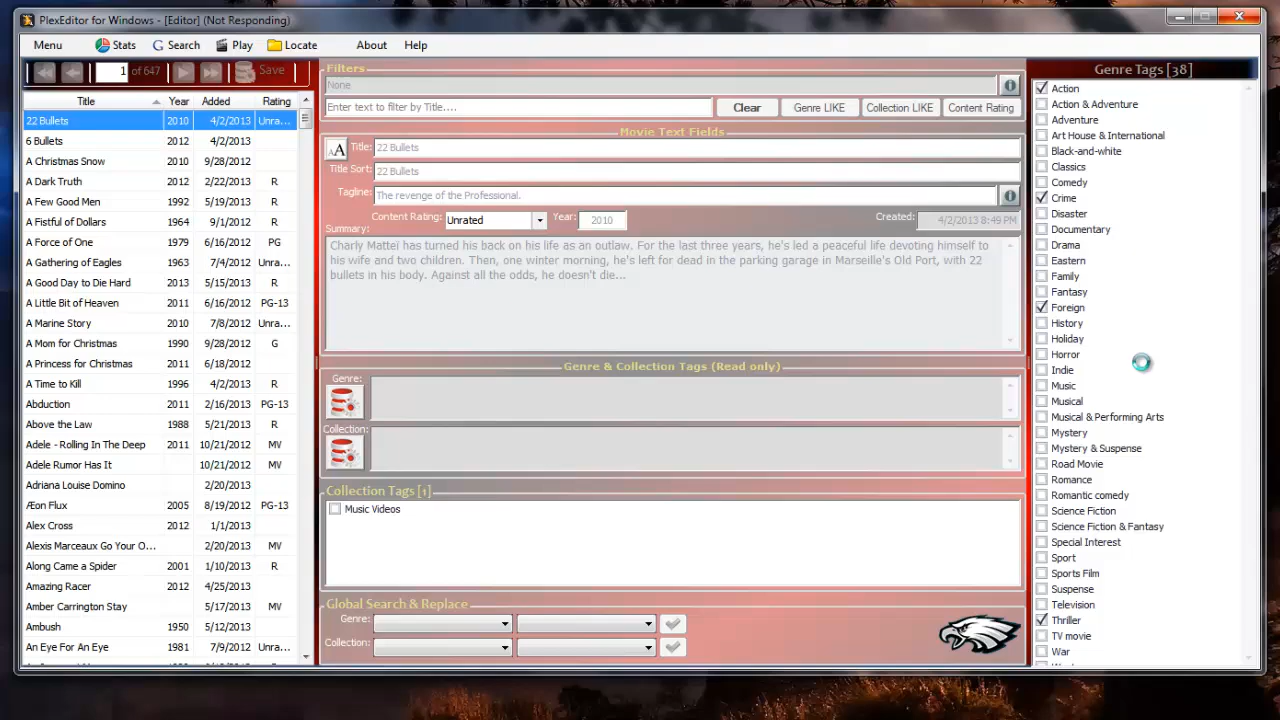 PlexEditor for Windows - [Editor] (Not Responding)
Menu Stats Search Play Locate About Help
1 of 647 Save
Title Year Added Rating
22 Bullets 2010 4/2/2013 Unra...
6 Bullets 2012 4/2/2013
A Christmas Snow 2010 9/28/2012
A Dark Truth 2012 2/22/2013 R
A Few Good Men 1992 5/19/2013 R
A Fistful of Dollars 1964 9/1/2012 R
A Force of One 1979 6/16/2012 PG
A Gathering of Eagles 1963 7/4/2012 Unra...
A Good Day to Die Hard 2013 5/15/2013 R
A Little Bit of Heaven 2011 6/16/2012 PG-13
A Marine Story 2010 7/8/2012 Unra...
A Mom for Christmas 1990 9/28/2012 G
A Princess for Christmas 2011 6/18/2012
A Time to Kill 1996 4/2/2013 R
Abduction 2011 2/16/2013 PG-13
Above the Law 1988 5/21/2013 R
Adele - Rolling In The Deep 2011 10/21/2012 MV
Adele Rumor Has It 10/21/2012 MV
Adriana Louise Domino 2/20/2013
Æon Flux 2005 8/19/2012 PG-13
Alex Cross 2012 1/1/2013
Alexis Marceaux Go Your O... 2/20/2013 MV
Along Came a Spider 2001 1/10/2013 R
Amazing Racer 2012 4/25/2013
Amber Carrington Stay 5/17/2013 MV
Ambush 1950 5/12/2013
An Eye For An Eye 1981 7/9/2012 Unra...
Filters
None
Enter text to filter by Title....
Clear Genre LIKE Collection LIKE Content Rating
Movie Text Fields
AA Title: 22 Bullets
Title Sort: 22 Bullets
Tagline: The revenge of the Professional.
Content Rating: Unrated Year: 2010 Created: 4/2/2013 8:49 PM
Summary:
Charly Matteï has turned his back on his life as an outlaw. For the last three years, he's led a peaceful life devoting himself to
his wife and two children. Then, one winter morning, he's left for dead in the parking garage in Marseille's Old Port, with 22
bullets in his body. Against all the odds, he doesn't die...
Genre & Collection Tags (Read only)
Genre:
Collection:
Collection Tags [1]
Music Videos
Global Search & Replace
Genre:
Collection:
Genre Tags [38]
Action
Action & Adventure
Adventure
Art House & International
Black-and-white
Classics
Comedy
Crime
Disaster
Documentary
Drama
Eastern
Family
Fantasy
Foreign
History
Holiday
Horror
Indie
Music
Musical
Musical & Performing Arts
Mystery
Mystery & Suspense
Road Movie
Romance
Romantic comedy
Science Fiction
Science Fiction & Fantasy
Special Interest
Sport
Sports Film
Suspense
Television
Thriller
TV movie
War